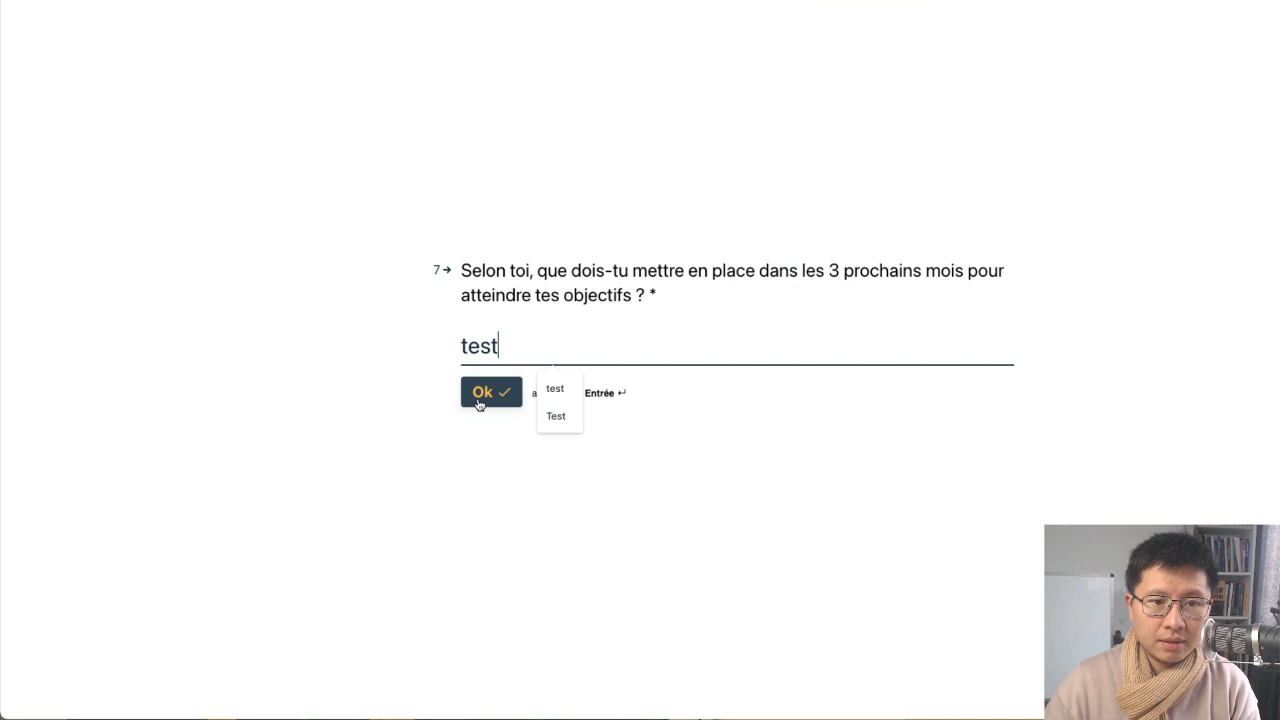 7→ Selon toi, que dois-tu mettre en place dans les 3 prochains mois pour
atteindre tes objectifs ? *
test
Ok ✓ a Entrée ↵
test
Test